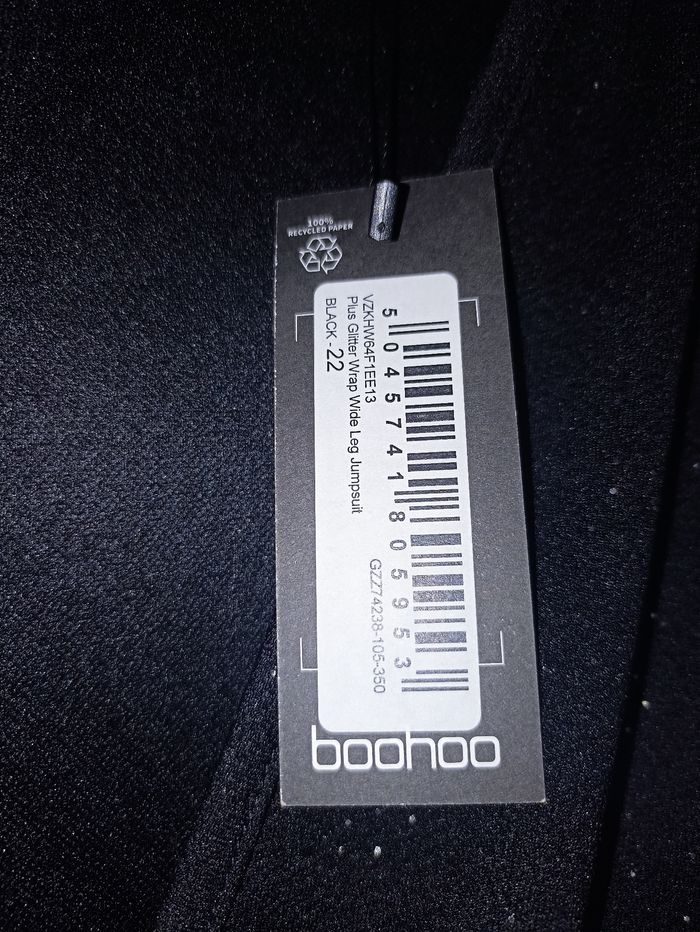 100%
RECYCLED PAPER
5 045741 805953
VZKHW64F1EE13
GZZ74238-105-350
Plus Glitter Wrap Wide Leg Jumpsuit
BLACK - 22
boohoo